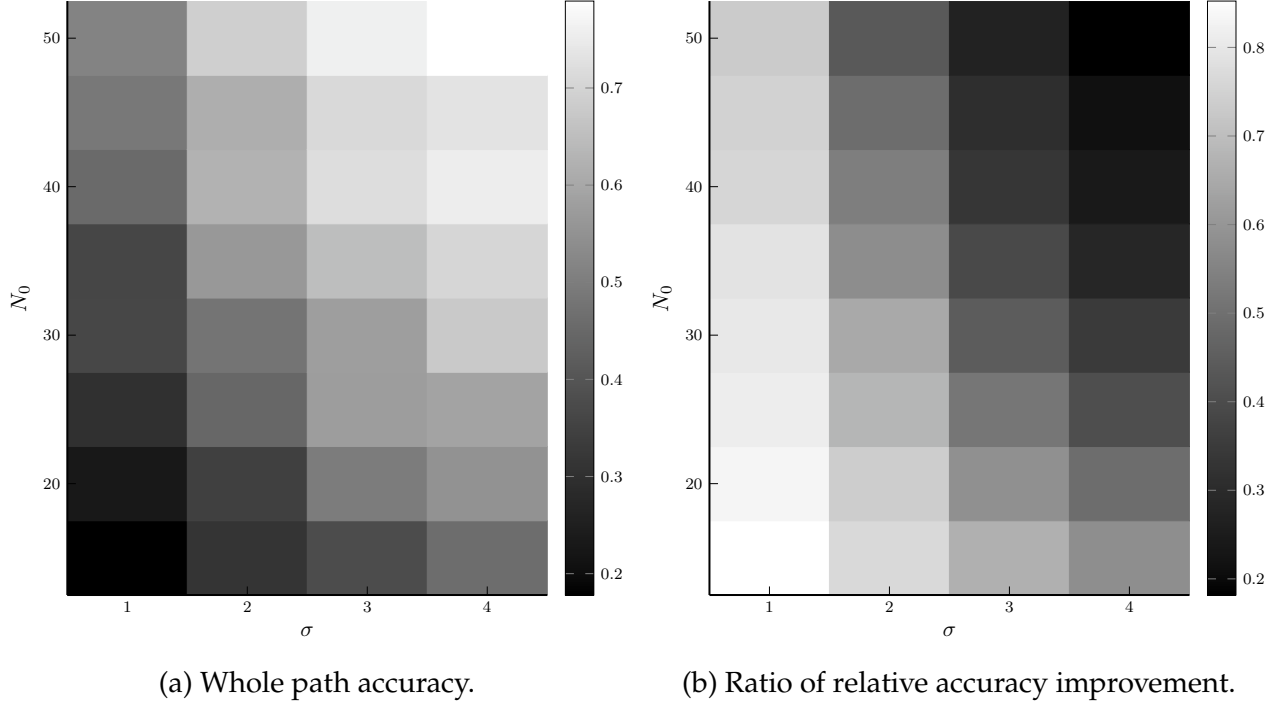 50
40
30
20
N₀
1 2 3 4
σ
0.7
0.6
0.5
0.4
0.3
0.2
(a) Whole path accuracy.
50
40
30
20
N₀
1 2 3 4
σ
0.8
0.7
0.6
0.5
0.4
0.3
0.2
(b) Ratio of relative accuracy improvement.